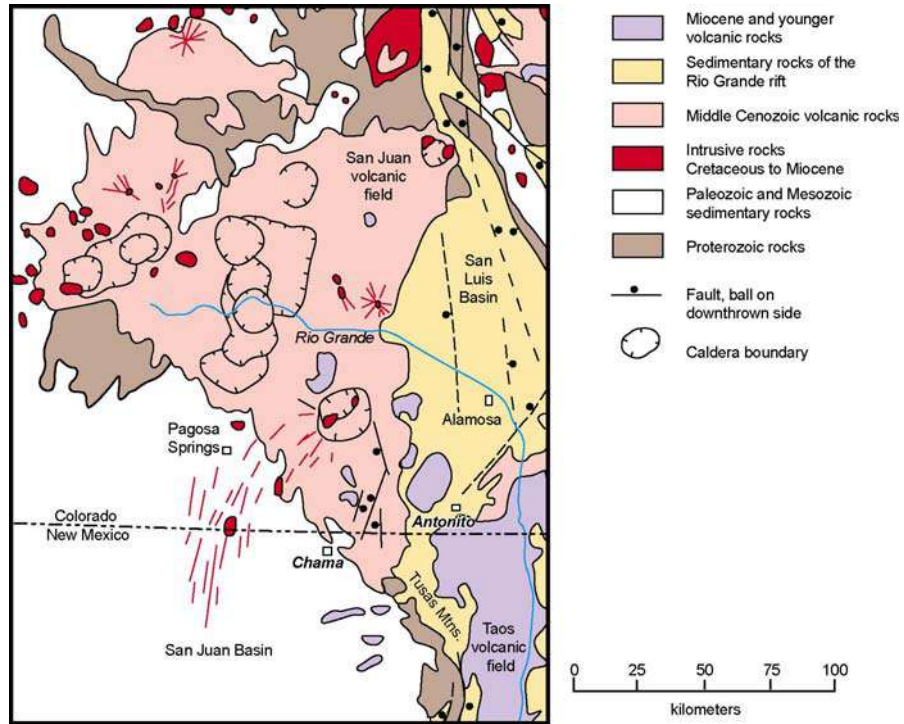 San Juan
volcanic
field
San
Luis
Basin
Rio Grande
Alamosa
Pagosa
Springs
Colorado
New Mexico
Antonito
Chama
Tusas Mtns.
Taos
volcanic
field
San Juan Basin
Miocene and younger
volcanic rocks
Sedimentary rocks of the
Rio Grande rift
Middle Cenozoic volcanic rocks
Intrusive rocks
Cretaceous to Miocene
Paleozoic and Mesozoic
sedimentary rocks
Proterozoic rocks
Fault, ball on
downthrown side
Caldera boundary
0 25 50 75 100
kilometers